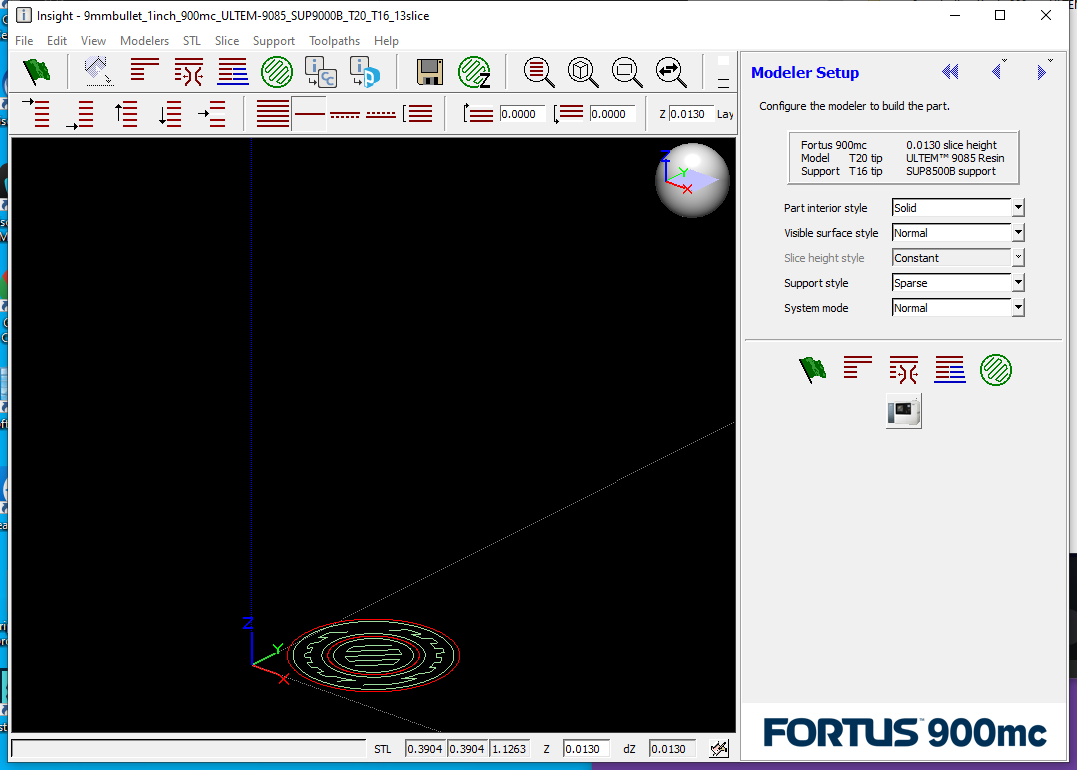 Insight - 9mmbullet_1inch_900mc_ULTEM-9085_SUP9000B_T20_T16_13slice
File Edit View Modelers STL Slice Support Toolpaths Help
0.0000 0.0000 Z 0.0130 Lay
Z
Y
X
Modeler Setup
Configure the modeler to build the part.
Fortus 900mc 0.0130 slice height
Model T20 tip ULTEM™ 9085 Resin
Support T16 tip SUP8500B support
Part interior style Solid
Visible surface style Normal
Slice height style Constant
Support style Sparse
System mode Normal
Z
Y
X
FORTUS™ 900mc
STL 0.3904 0.3904 1.1263 Z 0.0130 dZ 0.0130